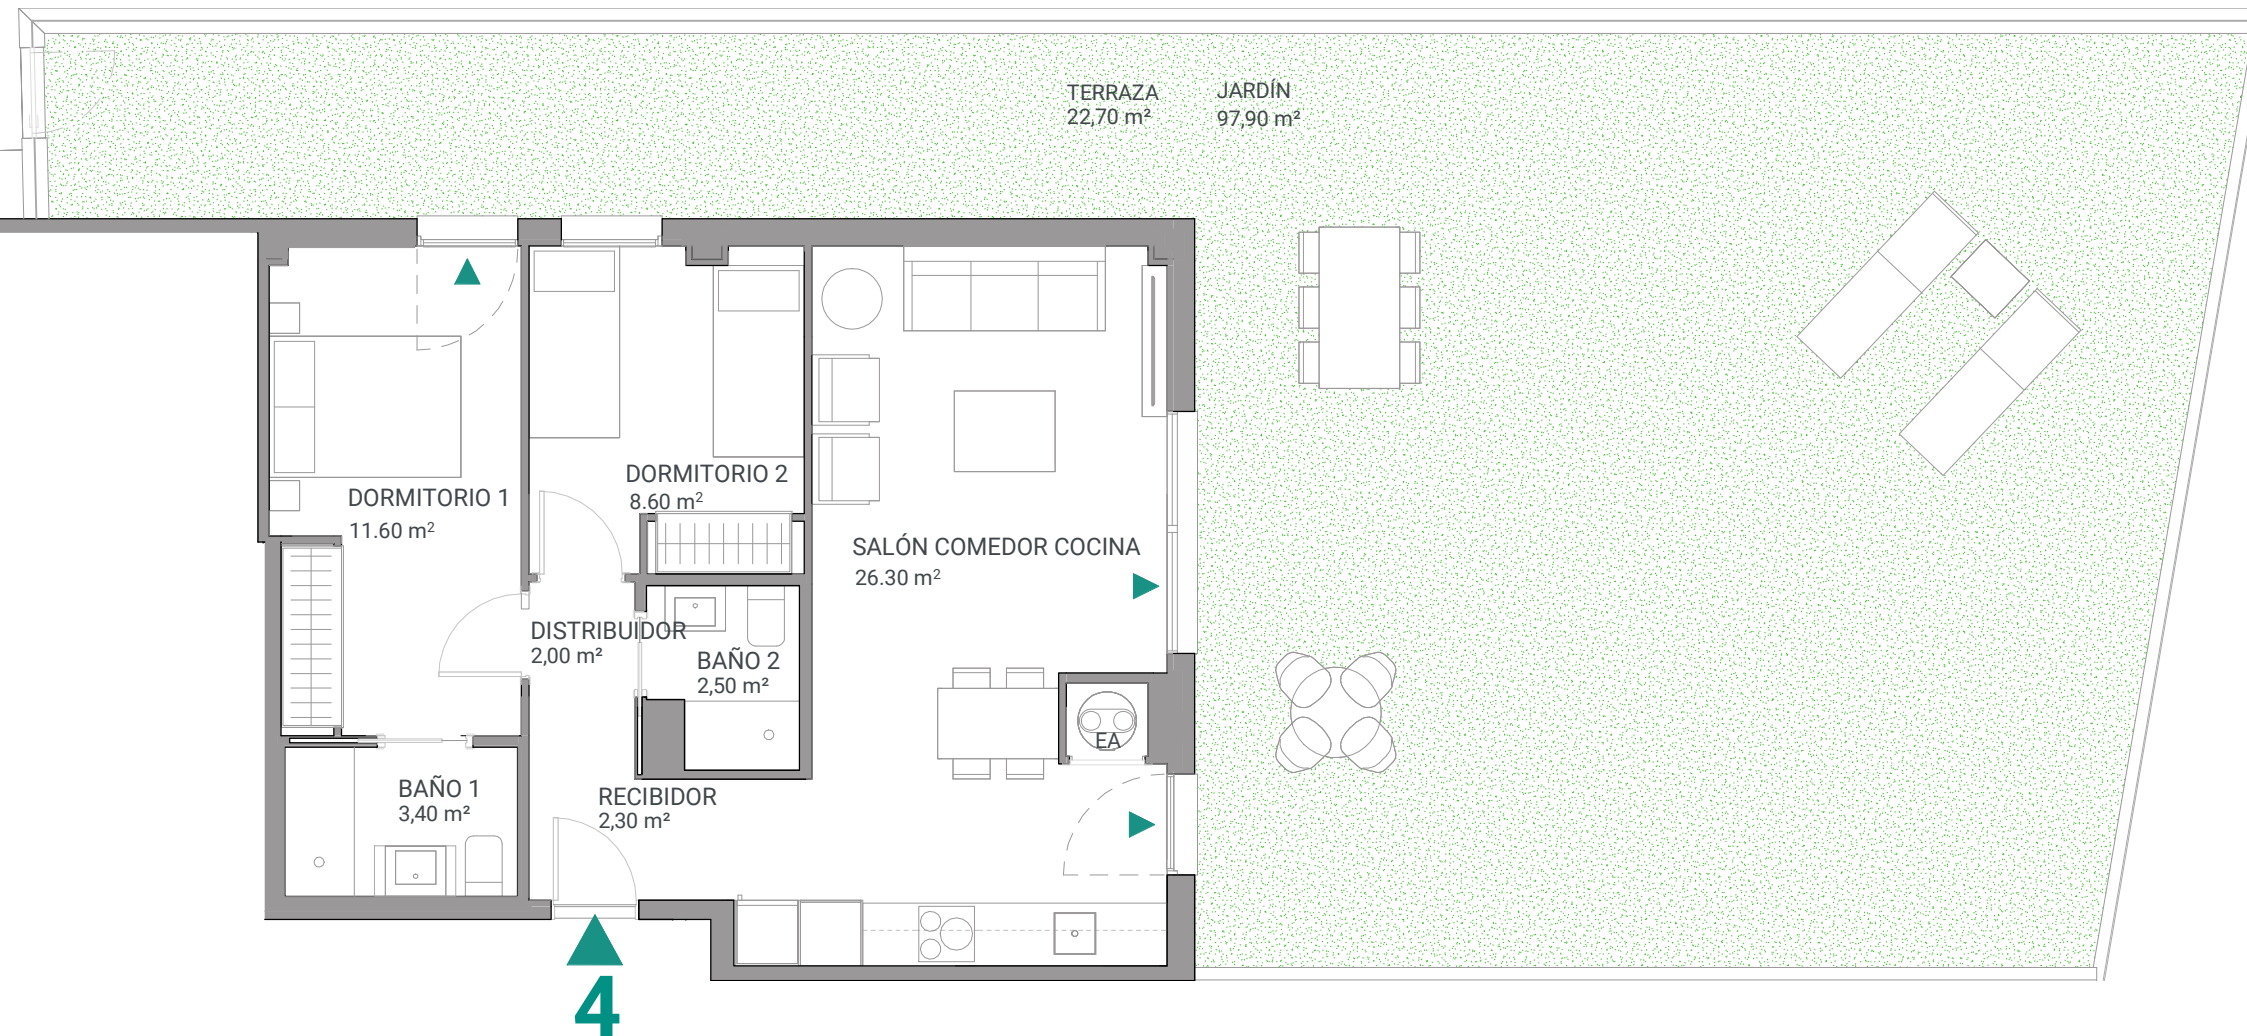 TERRAZA
22,70 m²
JARDÍN
97,90 m²
DORMITORIO 2
8.60 m²
DORMITORIO 1
11.60 m²
SALÓN COMEDOR COCINA
26.30 m²
DISTRIBUIDOR
2,00 m²
BAÑO 2
2,50 m²
EA
BAÑO 1
3,40 m²
RECIBIDOR
2,30 m²
4